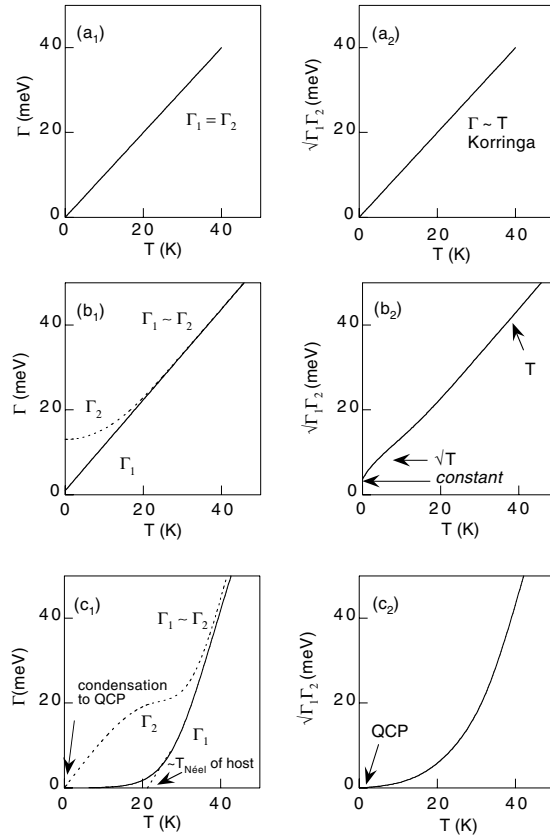 (a₁)
40
20
0
Γ (meV)
Γ₁ = Γ₂
0 20 40
T (K)
(a₂)
40
20
0
√Γ₁Γ₂ (meV)
Γ ~ T
Korringa
0 20 40
T (K)
(b₁)
40
20
0
Γ (meV)
Γ₁ ~ Γ₂
Γ₂
Γ₁
0 20 40
T (K)
(b₂)
40
20
0
√Γ₁Γ₂ (meV)
T
√T
constant
0 20 40
T (K)
(c₁)
40
20
0
Γ(meV)
Γ₁ ~ Γ₂
condensation
to QCP
Γ₂
Γ₁
~T_Néel of host
0 20 40
T (K)
(c₂)
40
20
0
√Γ₁Γ₂ (meV)
QCP
0 20 40
T (K)